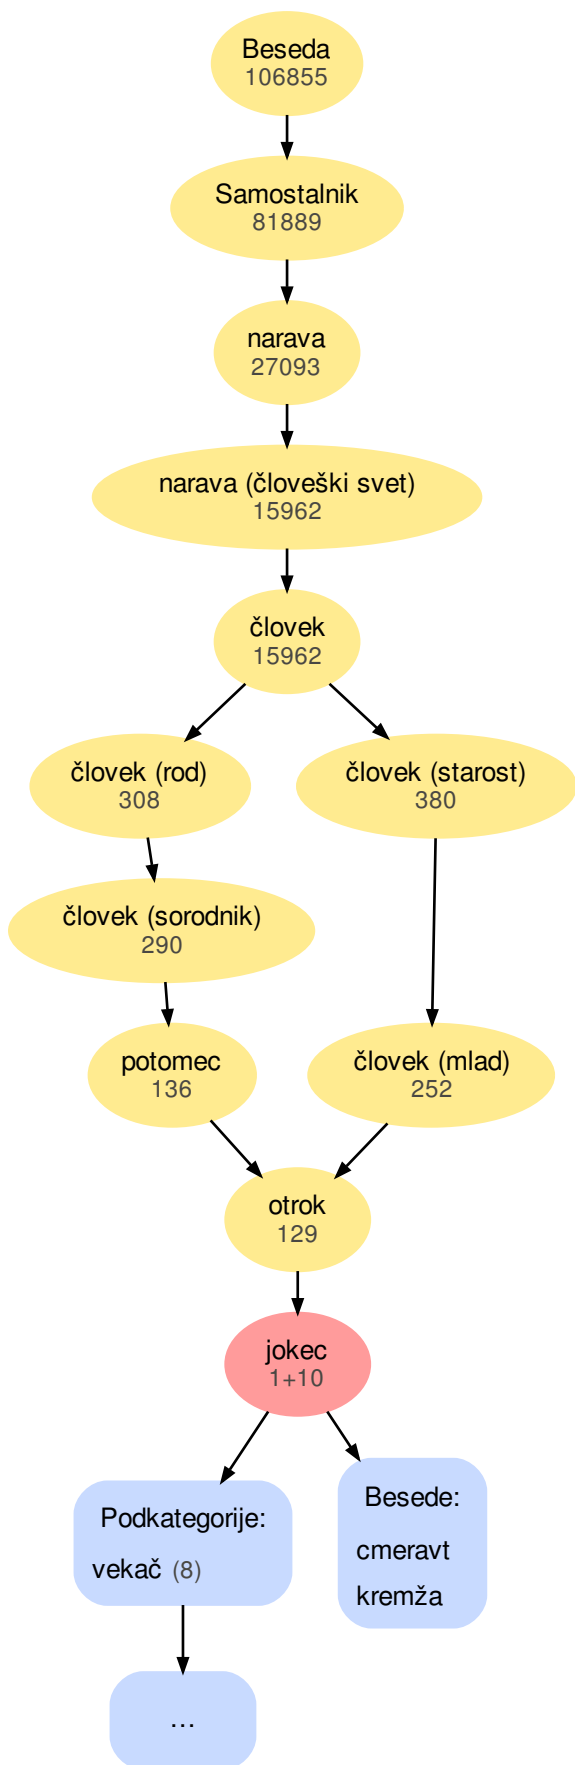 Beseda
106855
Samostalnik
81889
narava
27093
narava (človeški svet)
15962
človek
15962
človek (rod)
308
človek (starost)
380
človek (sorodnik)
290
potomec
136
človek (mlad)
252
otrok
129
jokec
1+10
Podkategorije:
vekač (8)
Besede:
cmeravt
kremža
...